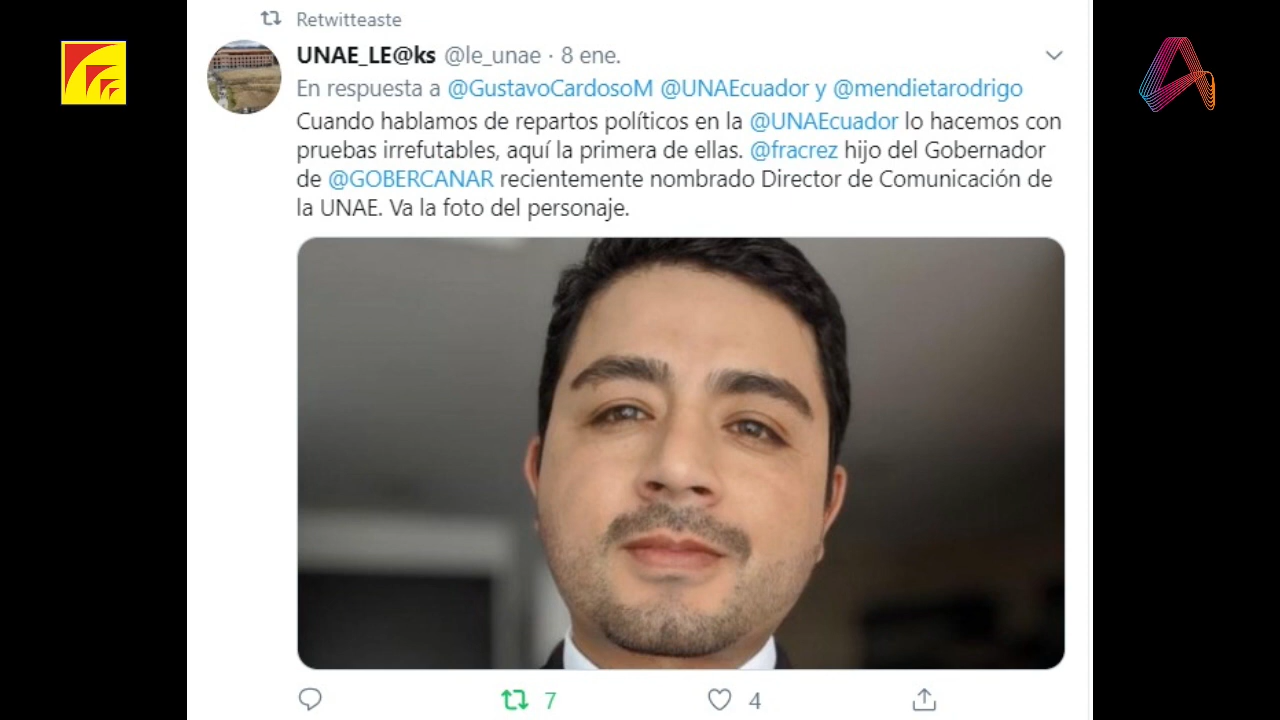 Retwitteaste
UNAE_LE@ks @le_unae · 8 ene.
En respuesta a @GustavoCardosoM @UNAEcuador y @mendietarodrigo
Cuando hablamos de repartos políticos en la @UNAEcuador lo hacemos con
pruebas irrefutables, aquí la primera de ellas. @fracrez hijo del Gobernador
de @GOBERCANAR recientemente nombrado Director de Comunicación de
la UNAE. Va la foto del personaje.
7
4